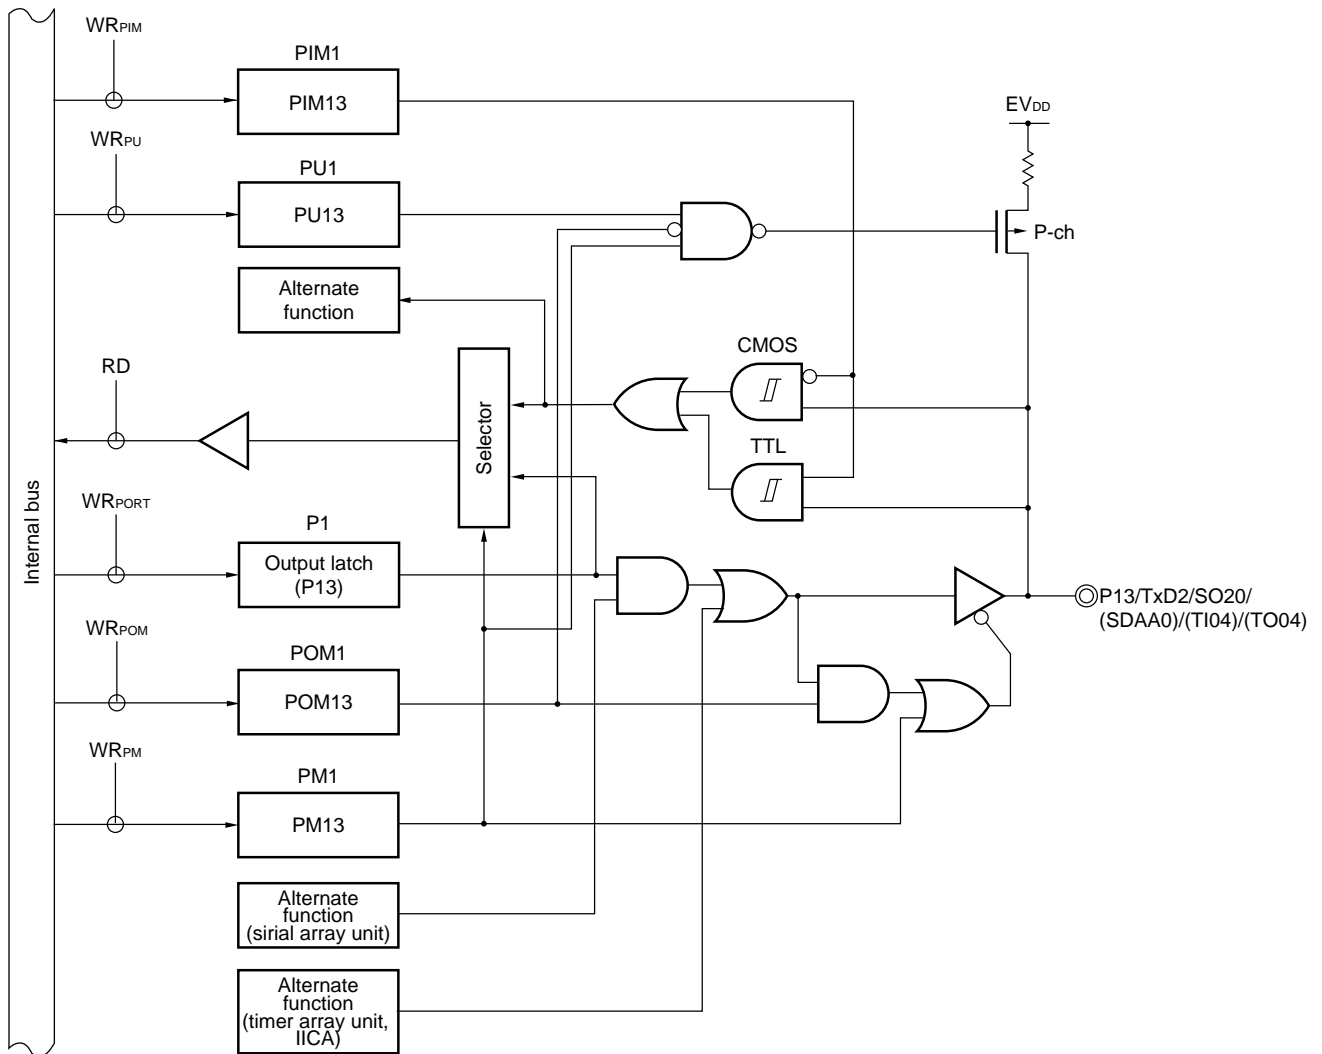 WRPIM
PIM1
PIM13
EVDD
WRPU
PU1
PU13
P-ch
Alternate
function
CMOS
RD
Selector
TTL
Internal bus
WRPORT
P1
Output latch
(P13)
P13/TxD2/SO20/
(SDAA0)/(TI04)/(TO04)
WRPOM
POM1
POM13
WRPM
PM1
PM13
Alternate
function
(sirial array unit)
Alternate
function
(timer array unit,
IICA)